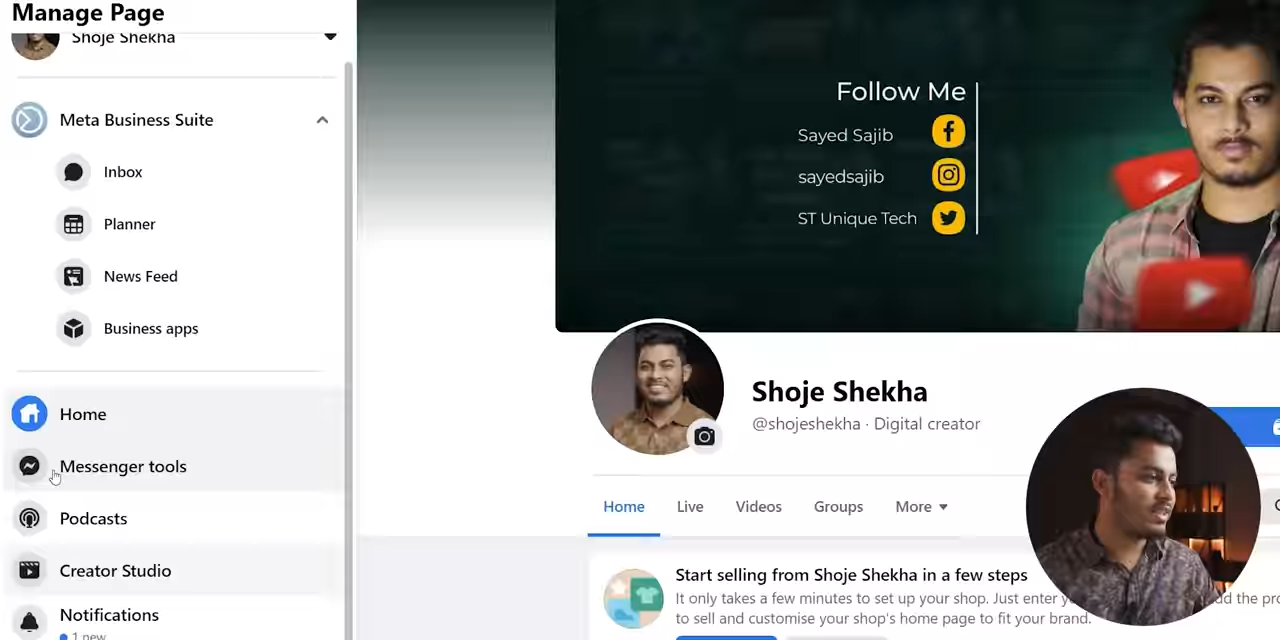 Manage Page
Shoje Shekha
Meta Business Suite
Inbox
Planner
News Feed
Business apps
Home
Messenger tools
Podcasts
Creator Studio
Notifications
1 new
Follow Me
Sayed Sajib
sayedsajib
ST Unique Tech
Shoje Shekha
@shojeshekha · Digital creator
Home
Live
Videos
Groups
More
Start selling from Shoje Shekha in a few steps
It only takes a few minutes to set up your shop. Just enter the
to sell and customise your shop's home page to fit your brand.